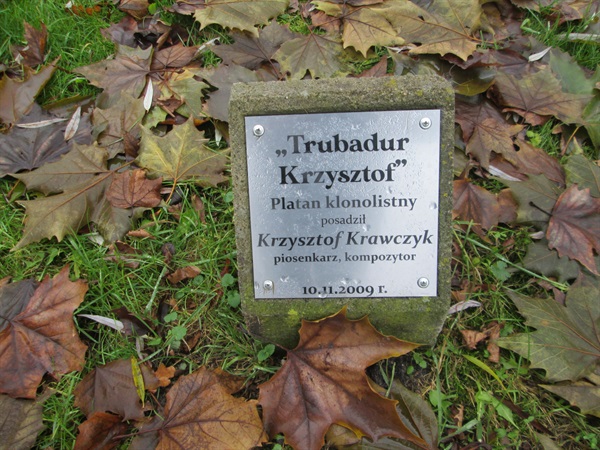 „Trubadur
Krzysztof”
Platan klonolistny
posadził
Krzysztof Krawczyk
piosenkarz, kompozytor
10.11.2009 r.